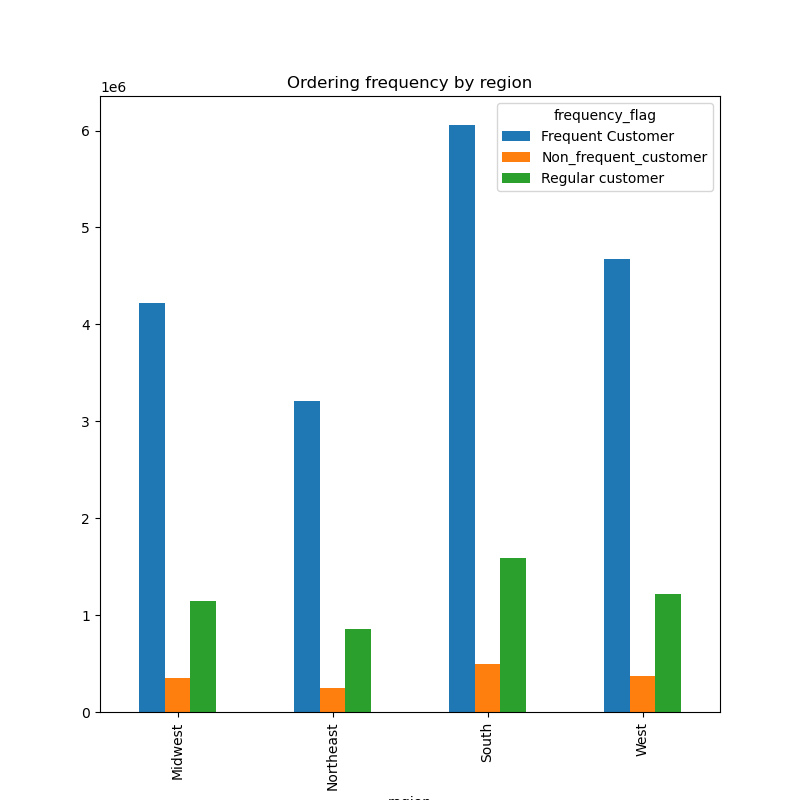 Ordering frequency by region
1e6
frequency_flag
Frequent Customer
Non_frequent_customer
Regular customer
6
5
4
3
2
1
0
Midwest
Northeast
South
West